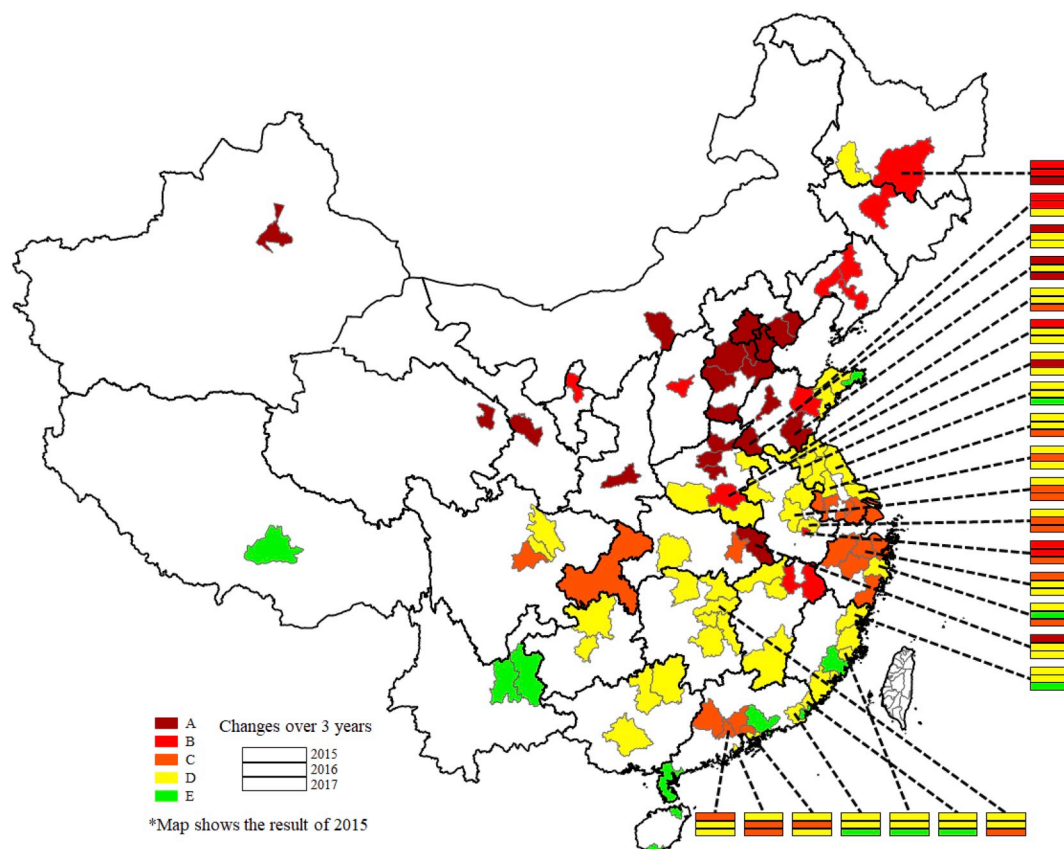 A
B
C
D
E
Changes over 3 years
2015
2016
2017
*Map shows the result of 2015